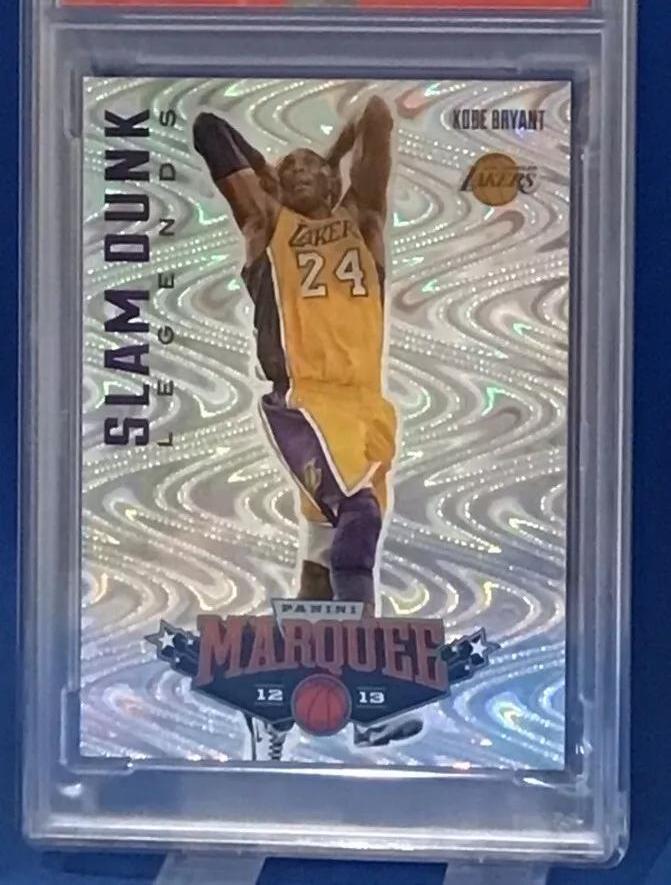 SLAM DUNK
LEGENDS
KOBE BRYANT
LAKERS
LAKERS
24
PANINI
MARQUEE
12 13